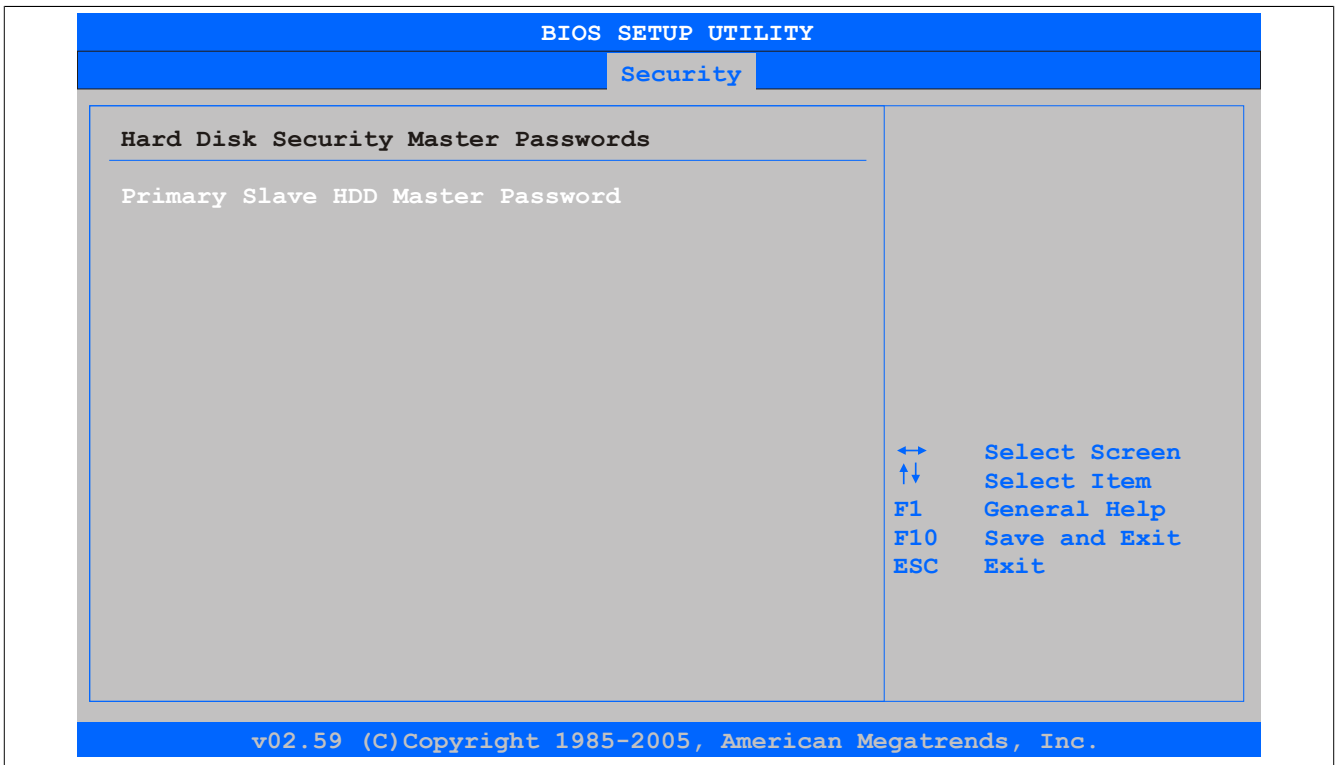 BIOS SETUP UTILITY
Security
Hard Disk Security Master Passwords
Primary Slave HDD Master Password
↔ Select Screen
↑↓ Select Item
F1 General Help
F10 Save and Exit
ESC Exit
v02.59 (C)Copyright 1985-2005, American Megatrends, Inc.